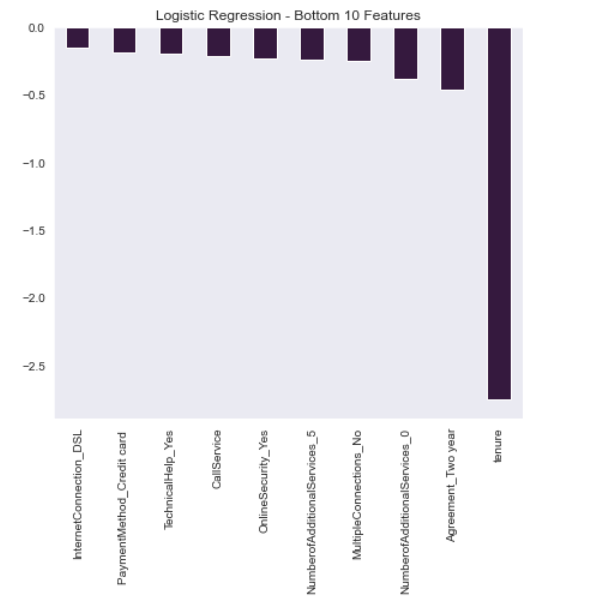 Logistic Regression - Bottom 10 Features
0.0
−0.5
−1.0
−1.5
−2.0
−2.5
InternetConnection_DSL
PaymentMethod_Credit card
TechnicalHelp_Yes
CallService
OnlineSecurity_Yes
NumberofAdditionalServices_5
MultipleConnections_No
NumberofAdditionalServices_0
Agreement_Two year
tenure